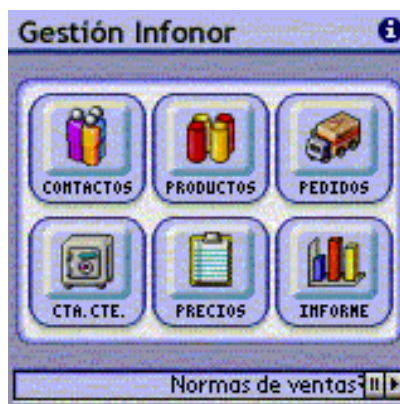 Gestión Infonor
CONTACTOS PRODUCTOS PEDIDOS
CTA. CTE. PRECIOS INFORME
Normas de ventas